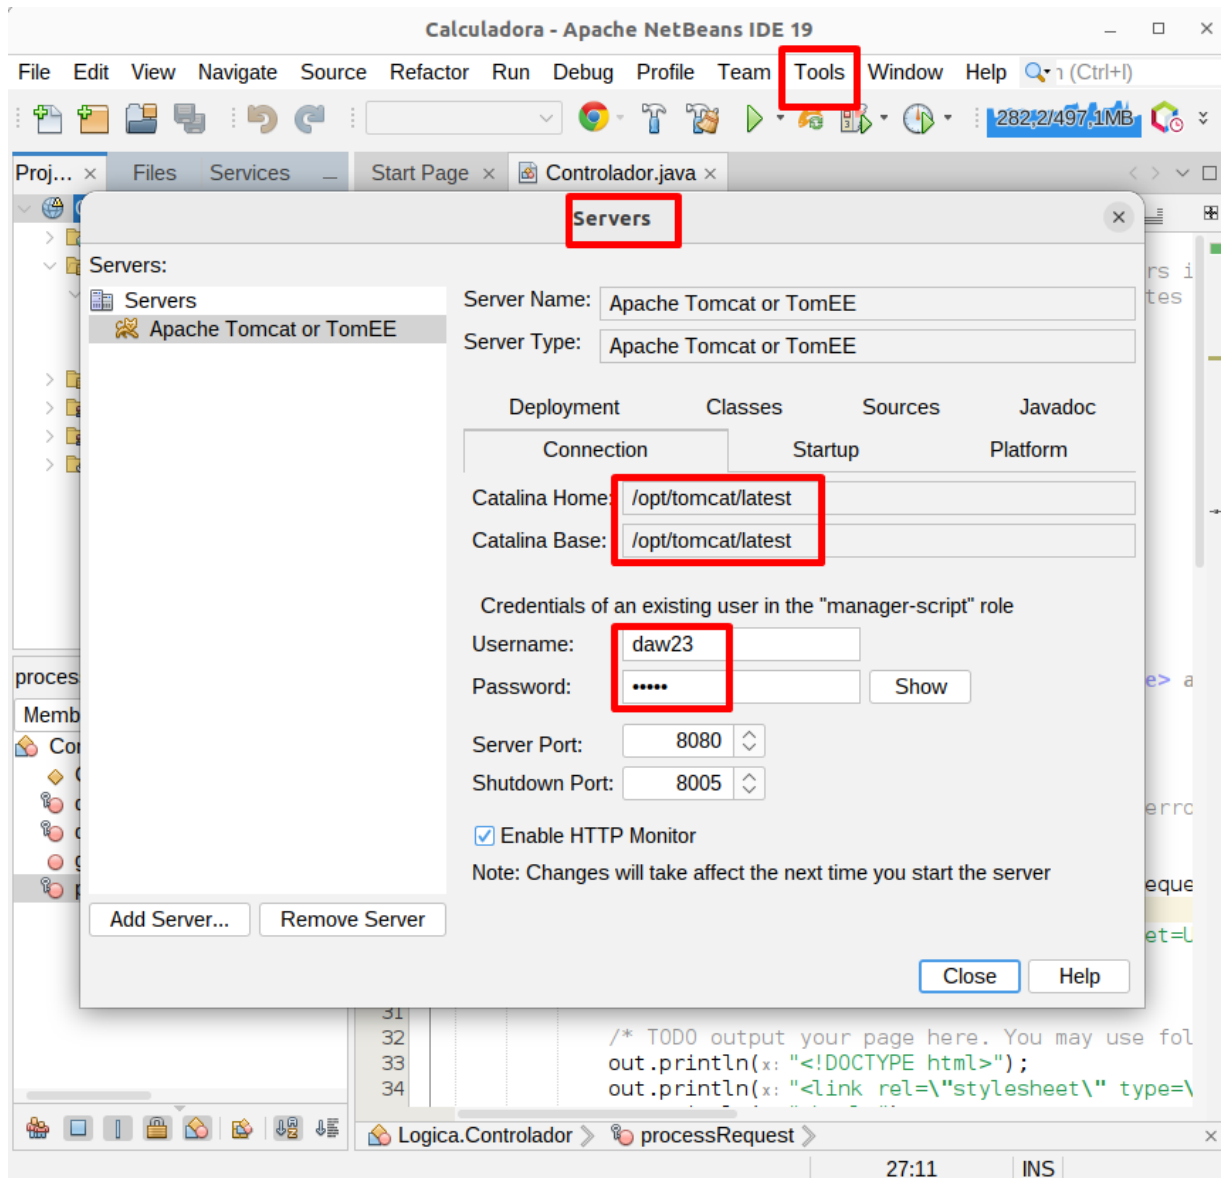 Calculadora - Apache NetBeans IDE 19
File Edit View Navigate Source Refactor Run Debug Profile Team Tools Window Help (Ctrl+I)
282,2/497,1MB
Proj... × Files Services Start Page × Controlador.java ×
Servers
Servers:
Servers
Apache Tomcat or TomEE
Server Name: Apache Tomcat or TomEE
Server Type: Apache Tomcat or TomEE
Deployment Classes Sources Javadoc
Connection Startup Platform
Catalina Home: /opt/tomcat/latest
Catalina Base: /opt/tomcat/latest
Credentials of an existing user in the "manager-script" role
Username: daw23
Password: ••••• Show
Server Port: 8080
Shutdown Port: 8005
Enable HTTP Monitor
Note: Changes will take affect the next time you start the server
Add Server... Remove Server
Close Help
proces
Memb
31
32 /* TODO output your page here. You may use fol
33 out.println(x: "<!DOCTYPE html>");
34 out.println(x: "<link rel=\"stylesheet\" type=\
Logica.Controlador processRequest
27:11 INS